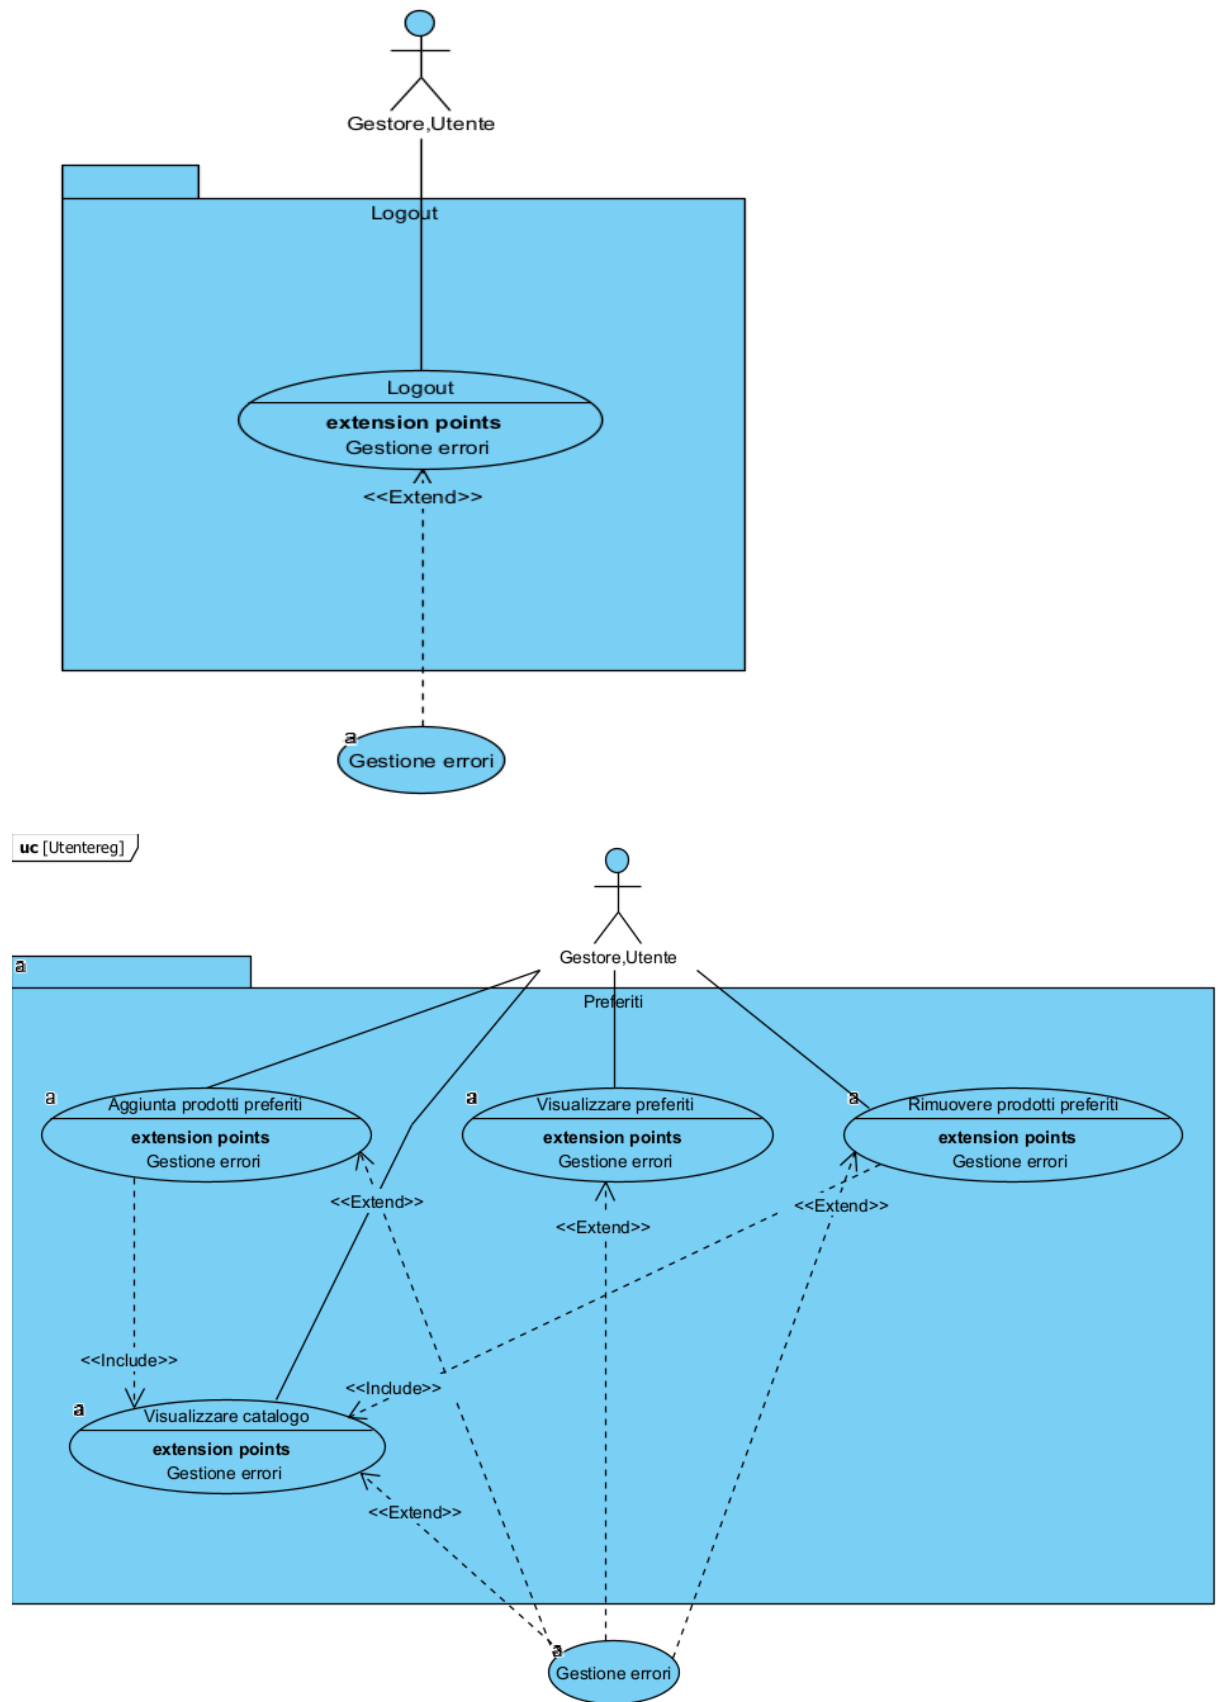 Gestore,Utente
Logout
Logout
extension points
Gestione errori
<<Extend>>
a
Gestione errori
uc [Utentereg]
Gestore,Utente
a
Preferiti
a
Aggiunta prodotti preferiti
extension points
Gestione errori
a
Visualizzare preferiti
extension points
Gestione errori
a
Rimuovere prodotti preferiti
extension points
Gestione errori
<<Extend>>
<<Extend>>
<<Extend>>
<<Include>>
<<Include>>
a
Visualizzare catalogo
extension points
Gestione errori
<<Extend>>
a
Gestione errori